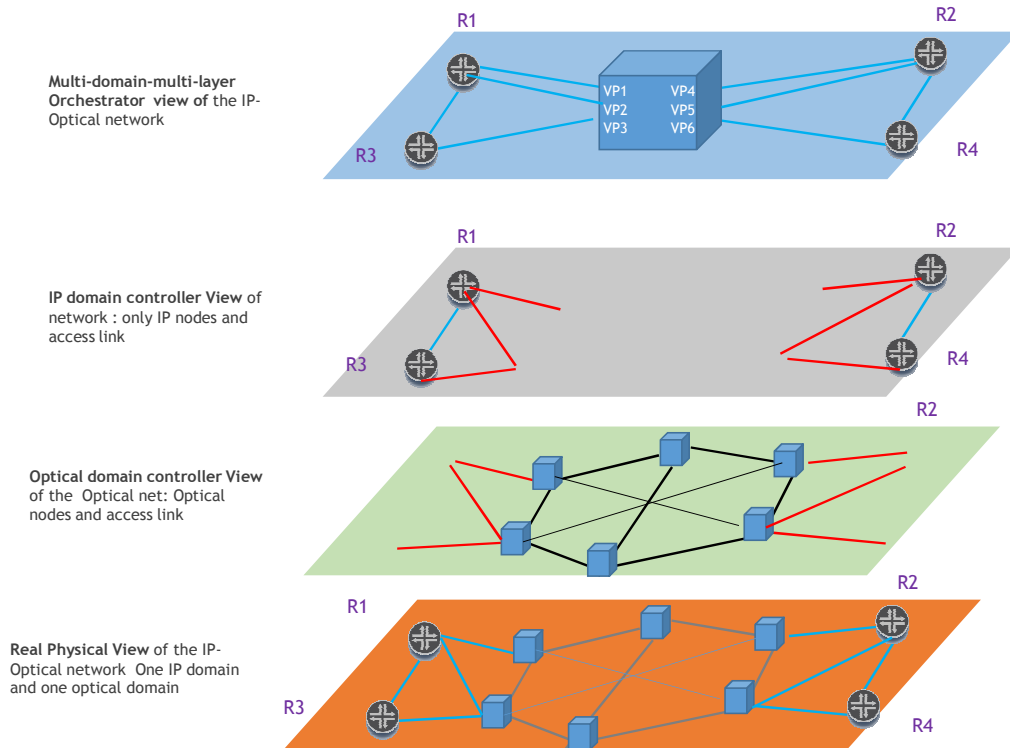 R1
R2
Multi-domain-multi-layer
Orchestrator view of the IP-
Optical network
VP1 VP4
VP2 VP5
VP3 VP6
R3
R4
R1
R2
IP domain controller View of
network : only IP nodes and
access link
R3
R4
R2
Optical domain controller View
of the Optical net: Optical
nodes and access link
R1
R2
Real Physical View of the IP-
Optical network One IP domain
and one optical domain
R3
R4